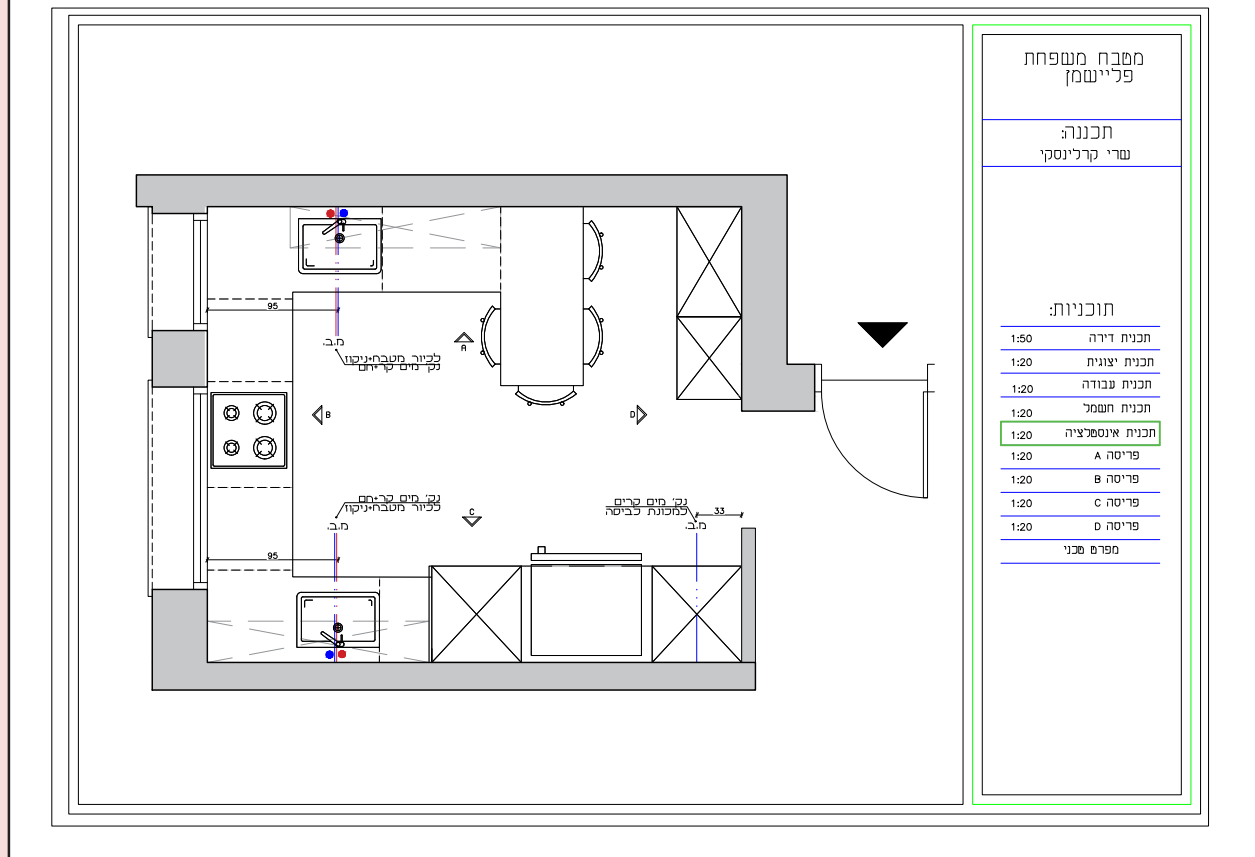 מטבח משפחת
פליישמן
תכננה:
שרי קרלינסקי
תוכניות:
תכנית דירה 1:50
תכנית יצוגית 1:20
תכנית עבודה 1:20
תכנית חשמל 1:20
תכנית אינסטלציה 1:20
פריסה A 1:20
פריסה B 1:20
פריסה C 1:20
פריסה D 1:20
מפרט טכני
95
מ.ב.
לכיור מטבח+ניקוז
נק' מים קר+חם
A
B
D
C
נק' מים קר+חם
לכיור מטבח+ניקוז
מ.ב.
95
נק' מים קרים
למכונת כביסה
מ.ב.
33